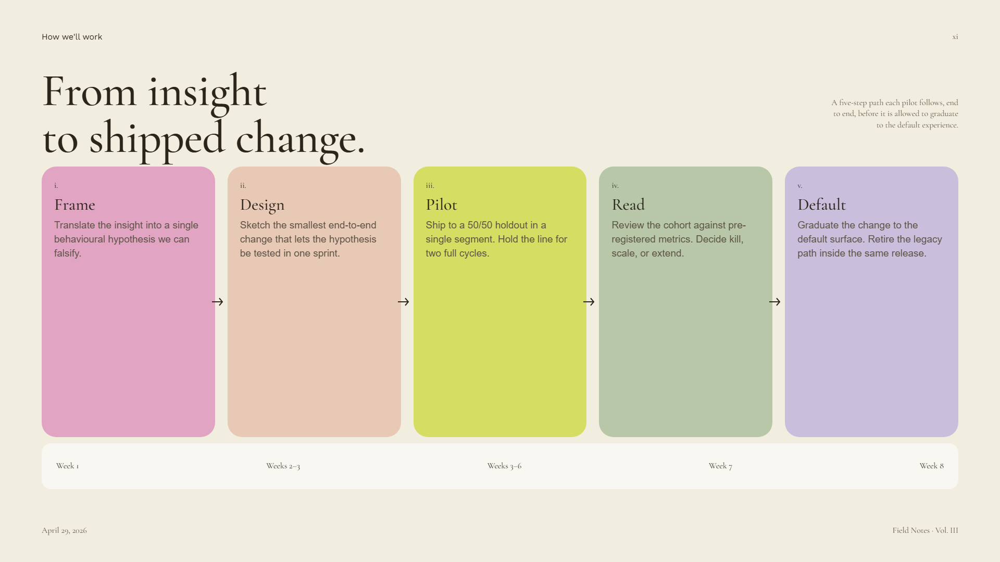 How we'll work
xi
From insight
to shipped change.
A five-step path each pilot follows, end
to end, before it is allowed to graduate
to the default experience.
i.
Frame
Translate the insight into a single
behavioural hypothesis we can
falsify.
ii.
Design
Sketch the smallest end-to-end
change that lets the hypothesis
be tested in one sprint.
iii.
Pilot
Ship to a 50/50 holdout in a
single segment. Hold the line for
two full cycles.
iv.
Read
Review the cohort against pre-
registered metrics. Decide kill,
scale, or extend.
v.
Default
Graduate the change to the
default surface. Retire the legacy
path inside the same release.
Week 1
Weeks 2–3
Weeks 3–6
Week 7
Week 8
April 29, 2026
Field Notes · Vol. III